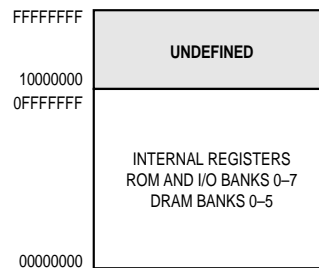 FFFFFFFF
UNDEFINED
10000000
0FFFFFFF
INTERNAL REGISTERS
ROM AND I/O BANKS 0–7
DRAM BANKS 0–5
00000000